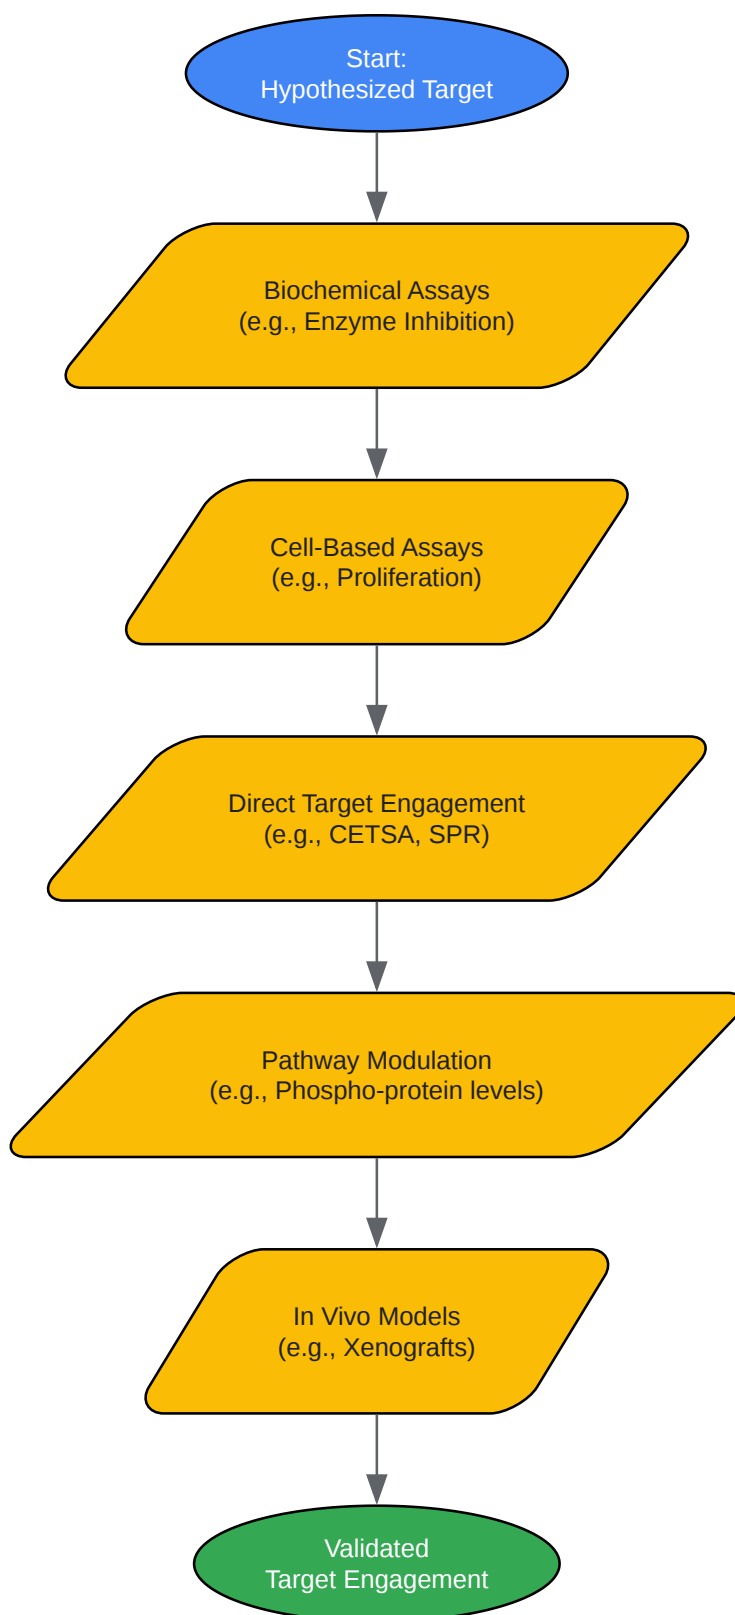 Start:
Hypothesized Target
Biochemical Assays
(e.g., Enzyme Inhibition)
Cell-Based Assays
(e.g., Proliferation)
Direct Target Engagement
(e.g., CETSA, SPR)
Pathway Modulation
(e.g., Phospho-protein levels)
In Vivo Models
(e.g., Xenografts)
Validated
Target Engagement